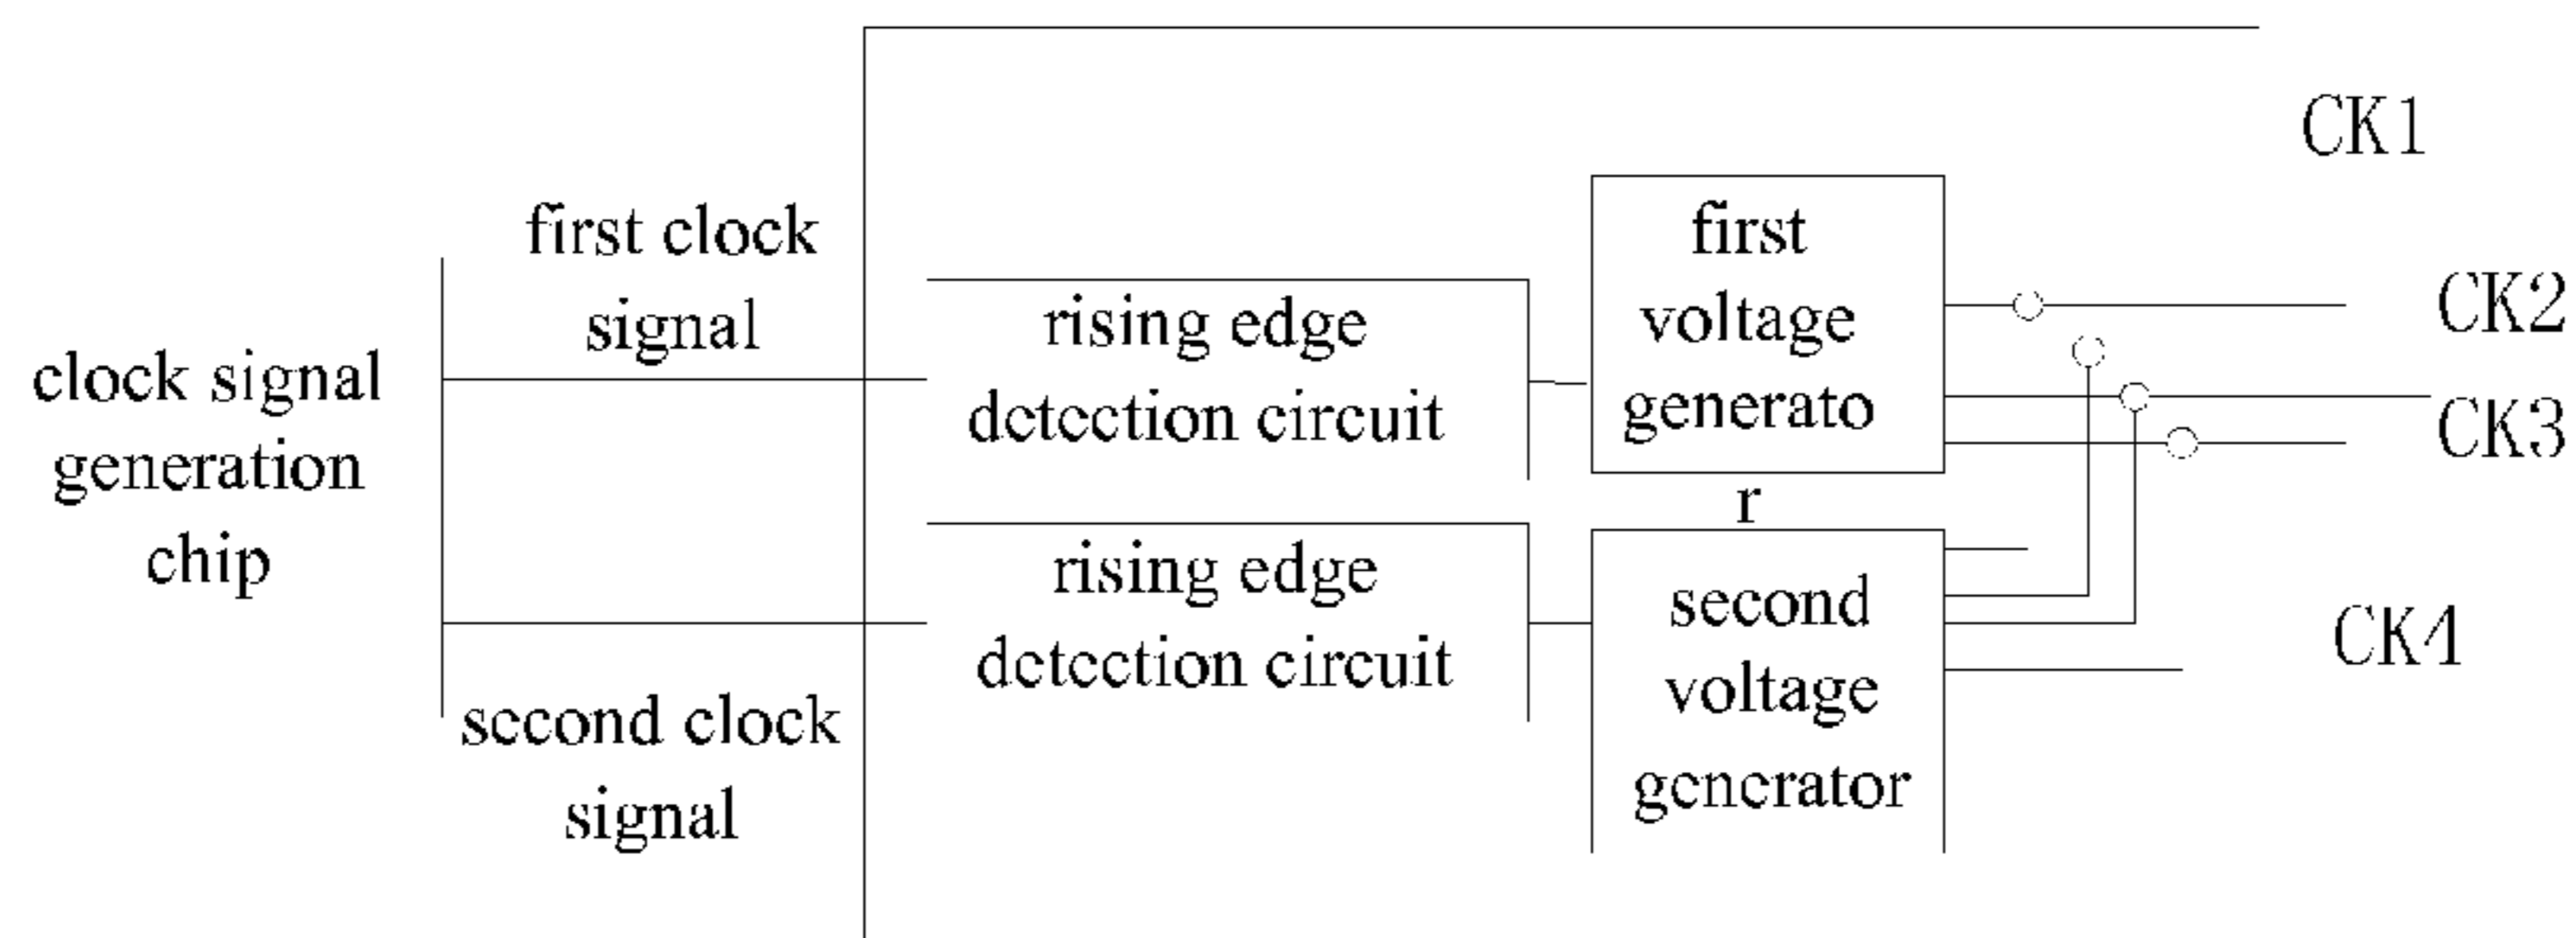 CK1
first clock
signal
clock signal
generation
chip
second clock
signal
rising edge
detection circuit
rising edge
detection circuit
first
voltage
generato
r
second
voltage
generator
CK2
CK3
CK4